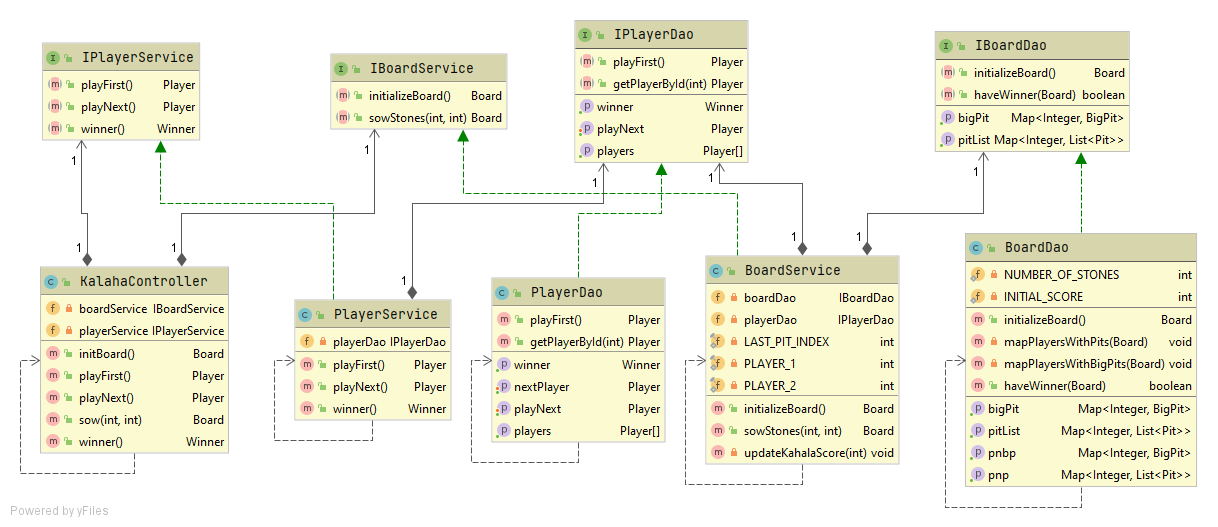 IPlayerService
playFirst() Player
playNext() Player
winner() Winner
IBoardService
initializeBoard() Board
sowStones(int, int) Board
IPlayerDao
playFirst() Player
getPlayerById(int) Player
winner Winner
playNext Player
players Player[]
IBoardDao
initializeBoard() Board
haveWinner(Board) boolean
bigPit Map<Integer, BigPit>
pitList Map<Integer, List<Pit>>
1
1
1
1
1
1
1
1
1
1
KalahaController
boardService IBoardService
playerService IPlayerService
initBoard() Board
playFirst() Player
playNext() Player
sow(int, int) Board
winner() Winner
PlayerService
playerDao IPlayerDao
playFirst() Player
playNext() Player
winner() Winner
PlayerDao
playFirst() Player
getPlayerById(int) Player
winner Winner
nextPlayer Player
playNext Player
players Player[]
BoardService
boardDao IBoardDao
playerDao IPlayerDao
LAST_PIT_INDEX int
PLAYER_1 int
PLAYER_2 int
initializeBoard() Board
sowStones(int, int) Board
updateKahalaScore(int) void
BoardDao
NUMBER_OF_STONES int
INITIAL_SCORE int
initializeBoard() Board
mapPlayersWithPits(Board) void
mapPlayersWithBigPits(Board) void
haveWinner(Board) boolean
bigPit Map<Integer, BigPit>
pitList Map<Integer, List<Pit>>
pnbp Map<Integer, BigPit>
pnp Map<Integer, List<Pit>>
Powered by yFiles